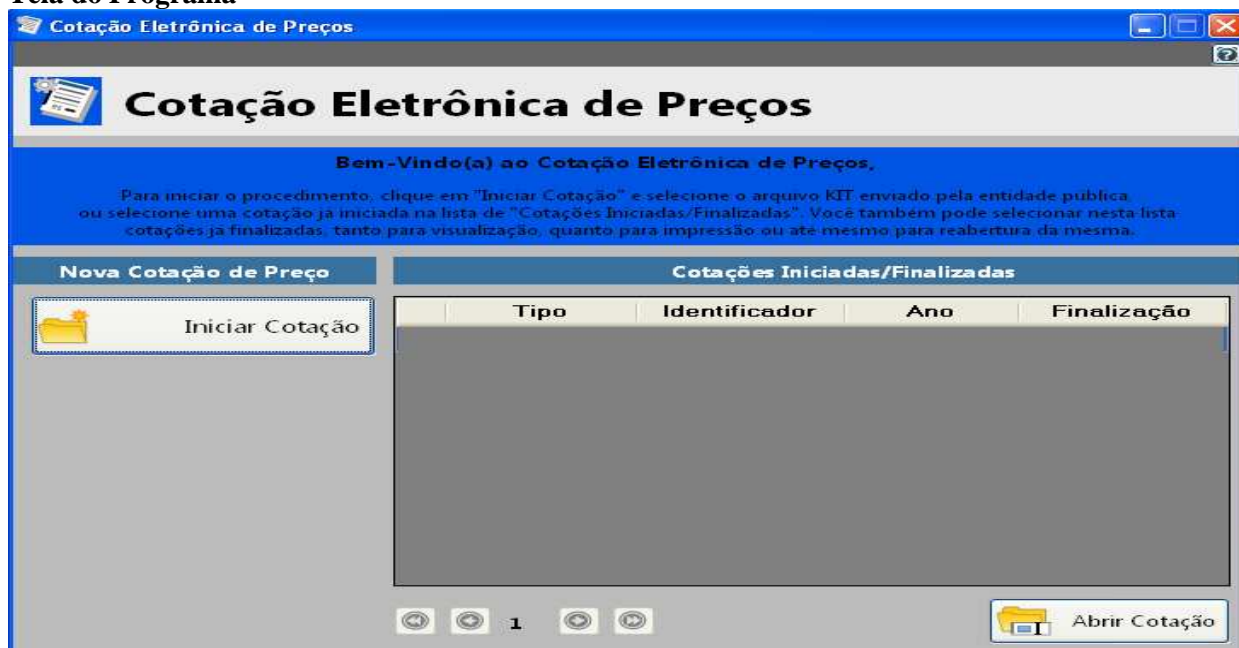 Tela do Programa
Cotação Eletrônica de Preços
Cotação Eletrônica de Preços
Bem-Vindo(a) ao Cotação Eletrônica de Preços,
Para iniciar o procedimento, clique em "Iniciar Cotação" e selecione o arquivo KIT enviado pela entidade pública,
ou selecione uma cotação já iniciada na lista de "Cotações Iniciadas/Finalizadas". Você também pode selecionar nesta lista
cotações ja finalizadas, tanto para visualização, quanto para impressão ou até mesmo para reabertura da mesma.
Nova Cotação de Preço
Cotações Iniciadas/Finalizadas
Iniciar Cotação
Tipo Identificador Ano Finalização
1
Abrir Cotação